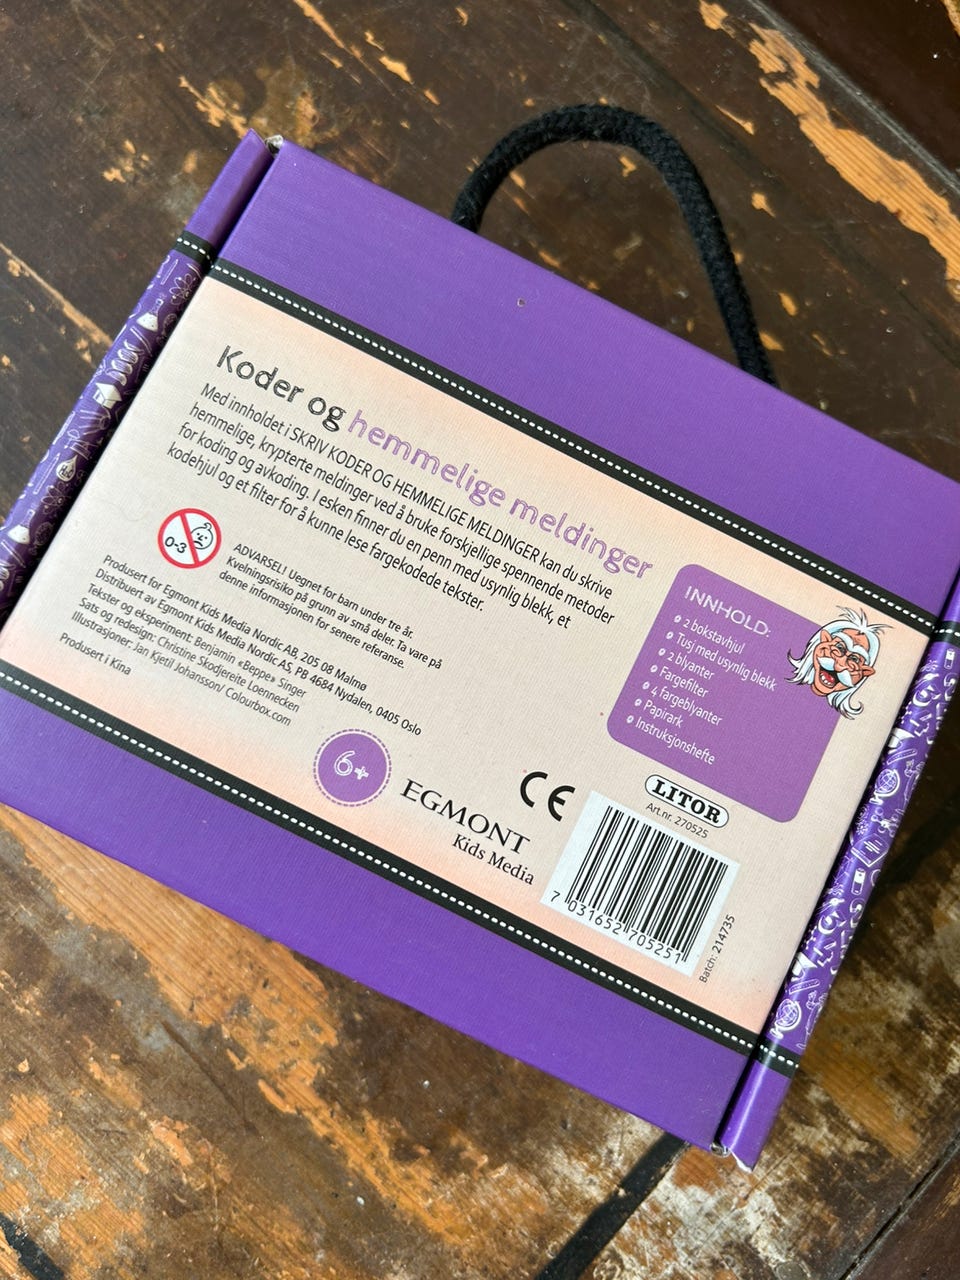 Koder og hemmelige meldinger
Med innholdet i SKRIV KODER OG HEMMELIGE MELDINGER kan du skrive
hemmelige, krypterte meldinger ved å bruke forskjellige spennende metoder
for koding og avkoding. I esken finner du en penn med usynlig blekk, et
kodehjul og et filter for å kunne lese fargekodede tekster.
0-3
ADVARSEL! Uegnet for barn under tre år.
Kvelningsrisiko på grunn av små deler. Ta vare på
denne informasjonen for senere referanse.
Produsert for Egmont Kids Media Nordic AB, 205 08 Malmø
Distribuert av Egmont Kids Media Nordic AS, PB 4684 Nydalen, 0405 Oslo
Tekster og eksperiment: Benjamin «Beppe» Singer
Sats og redesign: Christine Skodjereite Loennecken
Illustrasjoner: Jan Kjetil Johansson/ Colourbox.com
Produsert i Kina
INNHOLD:
• 2 bokstavhjul
• Tusj med usynlig blekk
• 2 blyanter
• Fargefilter
• 4 fargeblyanter
• Papirark
• Instruksjonshefte
6+
EGMONT
Kids Media
CE
LITOR
Art.nr. 270525
7 031652 705251
Batch: 214735